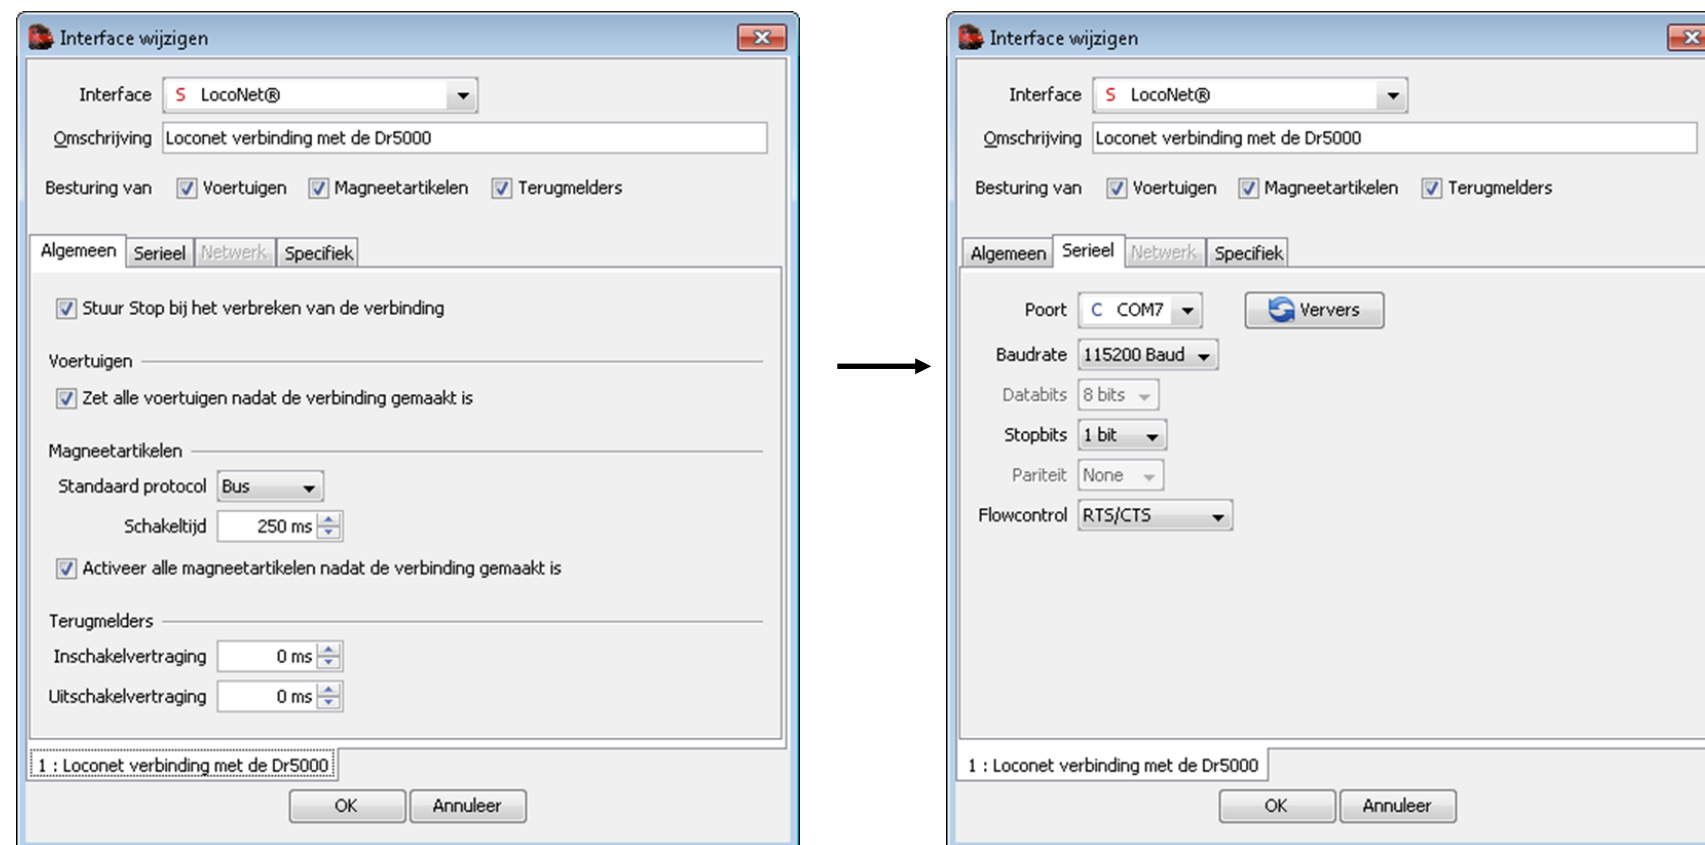 Interface wijzigen
Interface S LocoNet®
Omschrijving Loconet verbinding met de Dr5000
Besturing van Voertuigen Magneetartikelen Terugmelders
Algemeen Serieel Netwerk Specifiek
Stuur Stop bij het verbreken van de verbinding
Voertuigen
Zet alle voertuigen nadat de verbinding gemaakt is
Magneetartikelen
Standaard protocol Bus
Schakeltijd 250 ms
Activeer alle magneetartikelen nadat de verbinding gemaakt is
Terugmelders
Inschakelvertraging 0 ms
Uitschakelvertraging 0 ms
1 : Loconet verbinding met de Dr5000
OK Annuleer
Interface wijzigen
Interface S LocoNet®
Omschrijving Loconet verbinding met de Dr5000
Besturing van Voertuigen Magneetartikelen Terugmelders
Algemeen Serieel Netwerk Specifiek
Poort C COM7 Ververs
Baudrate 115200 Baud
Databits 8 bits
Stopbits 1 bit
Pariteit None
Flowcontrol RTS/CTS
1 : Loconet verbinding met de Dr5000
OK Annuleer